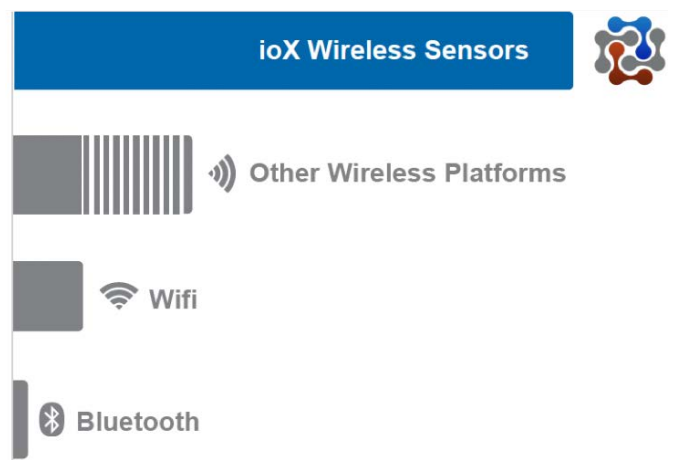 ioX Wireless Sensors
Other Wireless Platforms
Wifi
Bluetooth